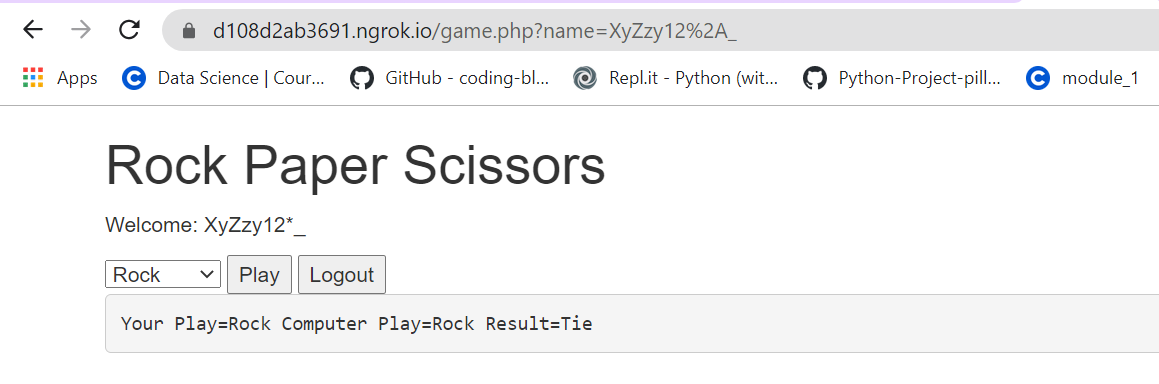 d108d2ab3691.ngrok.io/game.php?name=XyZzy12%2A_
Apps Data Science | Cour... GitHub - coding-bl... Repl.it - Python (wit... Python-Project-pill... module_1
Rock Paper Scissors
Welcome: XyZzy12*_
Rock Play Logout
Your Play=Rock Computer Play=Rock Result=Tie